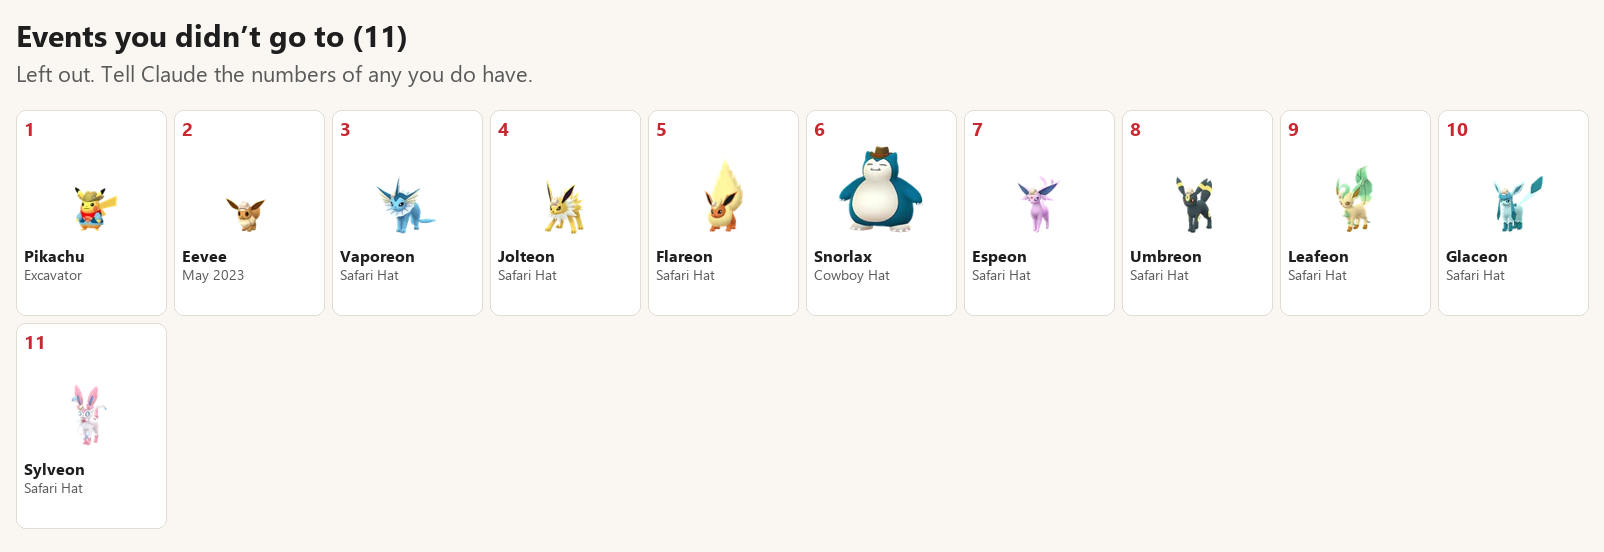 Events you didn’t go to (11)
Left out. Tell Claude the numbers of any you do have.
1
Pikachu
Excavator
2
Eevee
May 2023
3
Vaporeon
Safari Hat
4
Jolteon
Safari Hat
5
Flareon
Safari Hat
6
Snorlax
Cowboy Hat
7
Espeon
Safari Hat
8
Umbreon
Safari Hat
9
Leafeon
Safari Hat
10
Glaceon
Safari Hat
11
Sylveon
Safari Hat